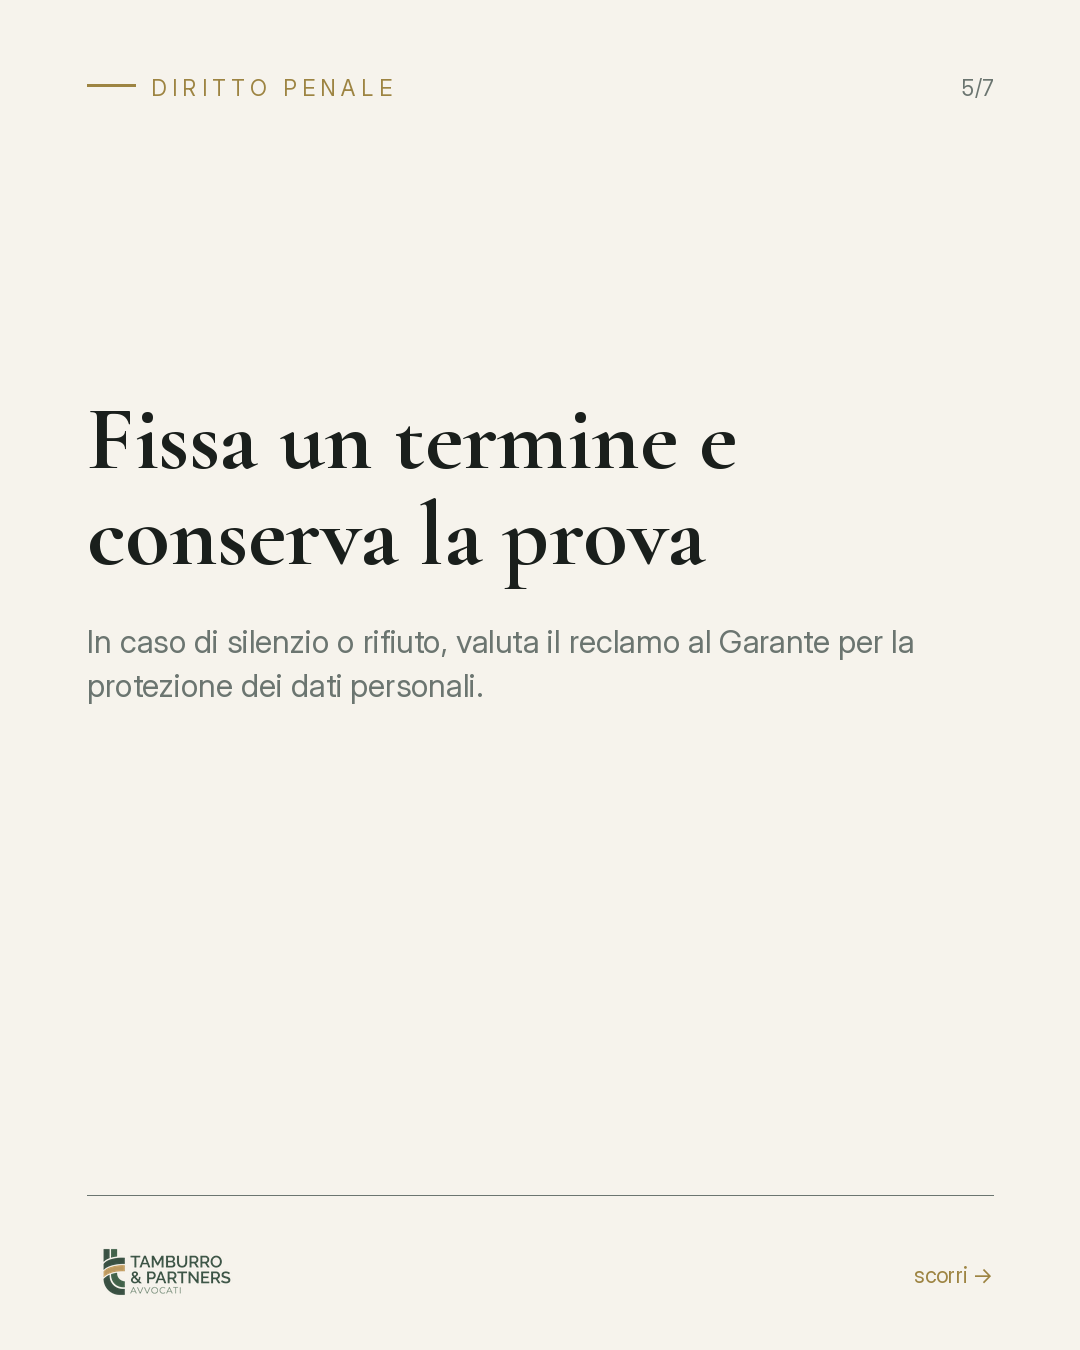 DIRITTO PENALE
5/7
Fissa un termine e
conserva la prova
In caso di silenzio o rifiuto, valuta il reclamo al Garante per la
protezione dei dati personali.
TAMBURRO
& PARTNERS
AVVOCATI
scorri →